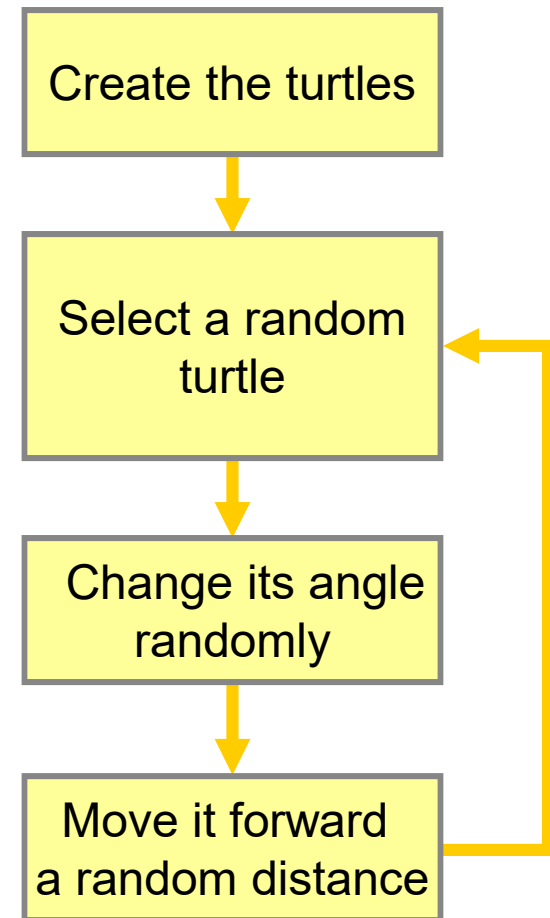 Create the turtles
Select a random
turtle
Change its angle
randomly
Move it forward
a random distance